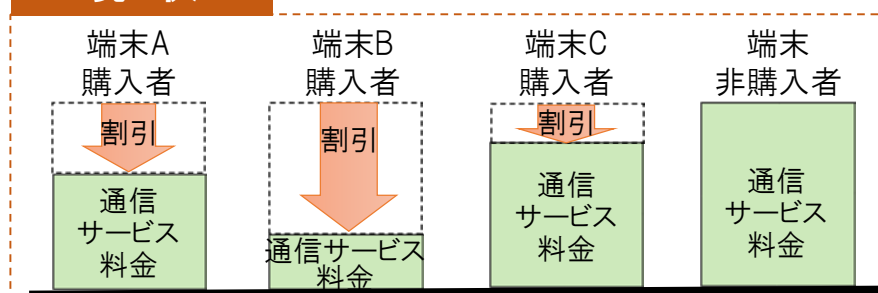 端末A
購入者
端末B
購入者
端末C
購入者
端末
非購入者
割引
割引
割引
通信
サービス
料金
通信サービス
料金
通信
サービス
料金
通信
サービス
料金